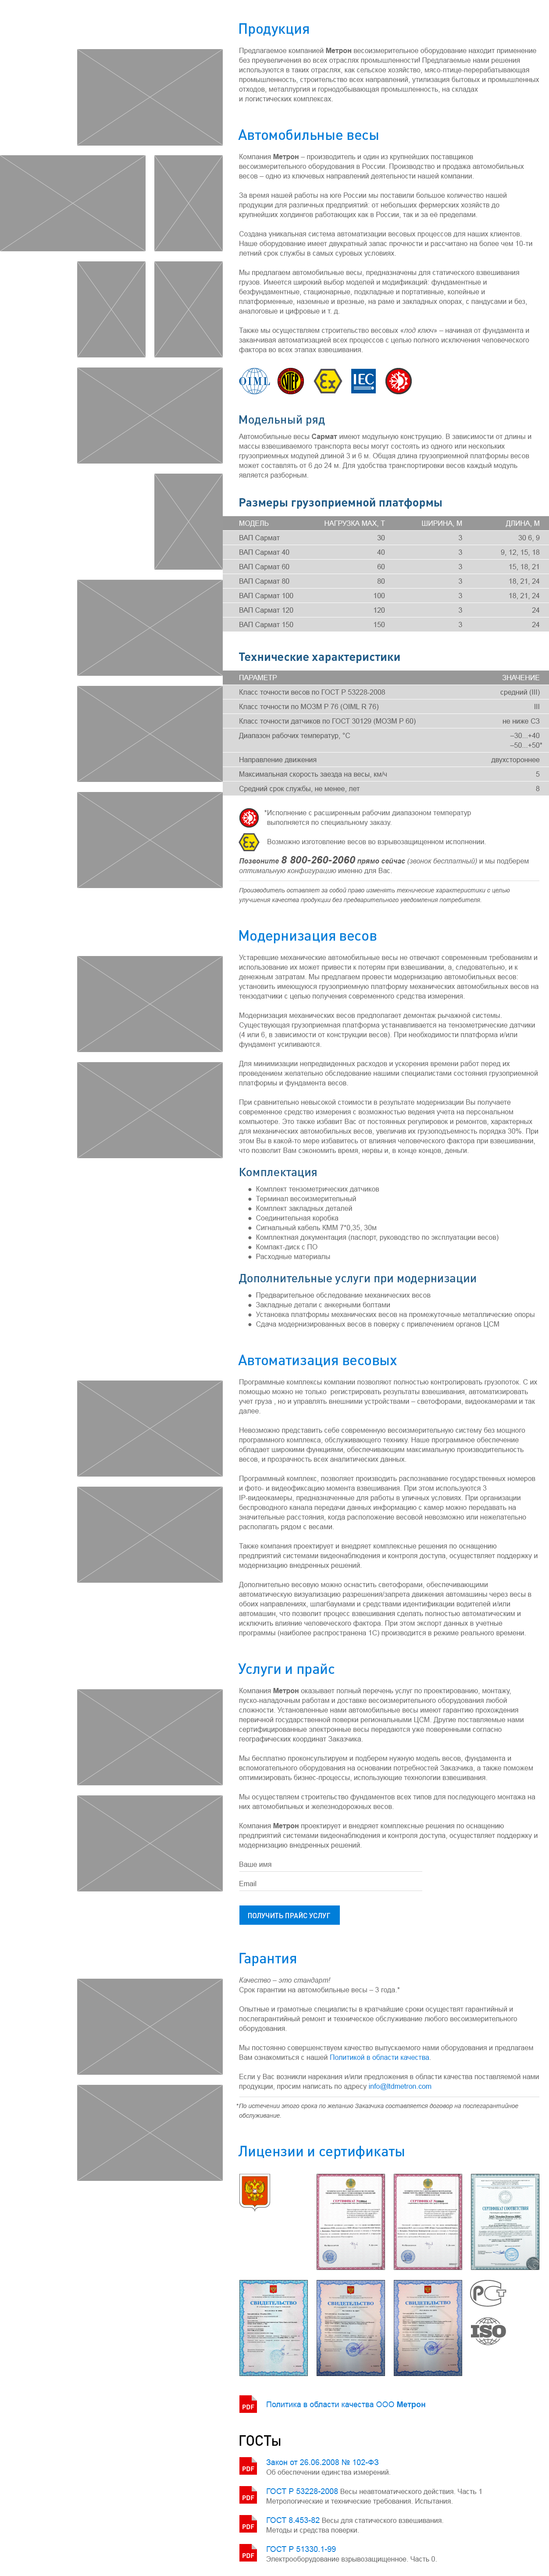 Продукция
Предлагаемое компанией Метрон весоизмерительное оборудование находит применение
без преувеличения во всех отраслях промышленности! Предлагаемые нами решения
используются в таких отраслях, как сельское хозяйство, мясо-птице-перерабатывающая
промышленность, строительство всех направлений, утилизация бытовых и промышленных
отходов, металлургия и горнодобывающая промышленность, на складах
и логистических комплексах.
Автомобильные весы
Компания Метрон – производитель и один из крупнейших поставщиков
весоизмерительного оборудования в России. Производство и продажа автомобильных
весов – одно из ключевых направлений деятельности нашей компании.
За время нашей работы на юге России мы поставили большое количество нашей
продукции для различных предприятий: от небольших фермерских хозяйств до
крупнейших холдингов работающих как в России, так и за её пределами.
Создана уникальная система автоматизации весовых процессов для наших клиентов.
Наше оборудование имеет двукратный запас прочности и рассчитано на более чем 10-ти
летний срок службы в самых суровых условиях.
Мы предлагаем автомобильные весы, предназначены для статического взвешивания
грузов. Имеется широкий выбор моделей и модификаций: фундаментные и
безфундаментные, стационарные, подкладные и портативные, колейные и
платформенные, наземные и врезные, на раме и закладных опорах, с пандусами и без,
аналоговые и цифровые и т. д.
Также мы осуществляем строительство весовых «под ключ» – начиная от фундамента и
заканчивая автоматизацией всех процессов с целью полного исключения человеческого
фактора во всех этапах взвешивания.
OIML NTEP Ex IEC
Модельный ряд
Автомобильные весы Сармат имеют модульную конструкцию. В зависимости от длины и
массы взвешиваемого транспорта весы могут состоять из одного или нескольких
грузоприемных модулей длиной 3 и 6 м. Общая длина грузоприемной платформы весов
может составлять от 6 до 24 м. Для удобства транспортировки весов каждый модуль
является разборным.
Размеры грузоприемной платформы
МОДЕЛЬ НАГРУЗКА MAX, Т ШИРИНА, М ДЛИНА, М
ВАП Сармат 30 3 30 6, 9
ВАП Сармат 40 40 3 9, 12, 15, 18
ВАП Сармат 60 60 3 15, 18, 21
ВАП Сармат 80 80 3 18, 21, 24
ВАП Сармат 100 100 3 18, 21, 24
ВАП Сармат 120 120 3 24
ВАП Сармат 150 150 3 24
Технические характеристики
ПАРАМЕТР ЗНАЧЕНИЕ
Класс точности весов по ГОСТ Р 53228-2008 средний (III)
Класс точности по МОЗМ Р 76 (OIML R 76) III
Класс точности датчиков по ГОСТ 30129 (МОЗМ Р 60) не ниже С3
Диапазон рабочих температур, °С –30...+40
–50...+50*
Направление движения двухстороннее
Максимальная скорость заезда на весы, км/ч 5
Средний срок службы, не менее, лет 8
*Исполнение с расширенным рабочим диапазоном температур
выполняется по специальному заказу.
Ex Возможно изготовление весов во взрывозащищенном исполнении.
Позвоните 8 800-260-2060 прямо сейчас (звонок бесплатный) и мы подберем
оптимальную конфигурацию именно для Вас.
Производитель оставляет за собой право изменять технические характеристики с целью
улучшения качества продукции без предварительного уведомления потребителя.
Модернизация весов
Устаревшие механические автомобильные весы не отвечают современным требованиям и
использование их может привести к потерям при взвешивании, а, следовательно, и к
денежным затратам. Мы предлагаем произвести модернизацию автомобильных весов:
установить имеющуюся грузоприемную платформу механических автомобильных весов на
тензодатчики с целью получения современного средства измерения.
Модернизация механических весов предполагает демонтаж рычажной системы.
Существующая грузоприемная платформа устанавливается на тензометрические датчики
(4 или 6, в зависимости от конструкции весов). При необходимости платформа и/или
фундамент усиливаются.
Для минимизации непредвиденных расходов и ускорения времени работ перед их
проведением желательно обследование нашими специалистами состояния грузоприемной
платформы и фундамента весов.
При сравнительно невысокой стоимости в результате модернизации Вы получаете
современное средство измерения с возможностью ведения учета на персональном
компьютере. Это также избавит Вас от постоянных регулировок и ремонтов, характерных
для механических автомобильных весов, увеличив их грузоподъемность порядка 30%. При
этом Вы в какой-то мере избавитесь от влияния человеческого фактора при взвешивании,
что позволит Вам сэкономить время, нервы и, в конце концов, деньги.
Комплектация
● Комплект тензометрических датчиков
● Терминал весоизмерительный
● Комплект закладных деталей
● Соединительная коробка
● Сигнальный кабель КММ 7*0,35, 30м
● Комплектная документация (паспорт, руководство по эксплуатации весов)
● Компакт-диск с ПО
● Расходные материалы
Дополнительные услуги при модернизации
● Предварительное обследование механических весов
● Закладные детали с анкерными болтами
● Установка платформы механических весов на промежуточные металлические опоры
● Сдача модернизированных весов в поверку с привлечением органов ЦСМ
Автоматизация весовых
Программные комплексы компании позволяют полностью контролировать грузопоток. С их
помощью можно не только  регистрировать результаты взвешивания, автоматизировать
учет груза , но и управлять внешними устройствами – светофорами, видеокамерами и так
далее.
Невозможно представить себе современную весоизмерительную систему без мощного
программного комплекса, обслуживающего технику. Наше программное обеспечение
обладает широкими функциями, обеспечивающим максимальную производительность
весов, и прозрачность всех аналитических данных.
Программный комплекс, позволяет производить распознавание государственных номеров
и фото- и видеофиксацию момента взвешивания. При этом используются 3
IP-видеокамеры, предназначенные для работы в уличных условиях. При организации
беспроводного канала передачи данных информацию с камер можно передавать на
значительные расстояния, когда расположение весовой невозможно или нежелательно
располагать рядом с весами.
Также компания проектирует и внедряет комплексные решения по оснащению
предприятий системами видеонаблюдения и контроля доступа, осуществляет поддержку и
модернизацию внедренных решений.
Дополнительно весовую можно оснастить светофорами, обеспечивающими
автоматическую визуализацию разрешения/запрета движения автомашины через весы в
обоих направлениях, шлагбаумами и средствами идентификации водителей и/или
автомашин, что позволит процесс взвешивания сделать полностью автоматическим и
исключить влияние человеческого фактора. При этом экспорт данных в учетные
программы (наиболее распространена 1С) производится в режиме реального времени.
Услуги и прайс
Компания Метрон оказывает полный перечень услуг по проектированию, монтажу,
пуско-наладочным работам и доставке весоизмерительного оборудования любой
сложности. Установленные нами автомобильные весы имеют гарантию прохождения
первичной государственной поверки региональными ЦСМ. Другие поставляемые нами
сертифицированные электронные весы передаются уже поверенными согласно
географических координат Заказчика.
Мы бесплатно проконсультируем и подберем нужную модель весов, фундамента и
вспомогательного оборудования на основании потребностей Заказчика, а также поможем
оптимизировать бизнес-процессы, использующие технологии взвешивания.
Мы осуществляем строительство фундаментов всех типов для последующего монтажа на
них автомобильных и железнодорожных весов.
Компания Метрон проектирует и внедряет комплексные решения по оснащению
предприятий системами видеонаблюдения и контроля доступа, осуществляет поддержку и
модернизацию внедренных решений.
Ваше имя
Email
ПОЛУЧИТЬ ПРАЙС УСЛУГ
Гарантия
Качество – это стандарт!
Срок гарантии на автомобильные весы – 3 года.*
Опытные и грамотные специалисты в кратчайшие сроки осуществят гарантийный и
послегарантийный ремонт и техническое обслуживание любого весоизмерительного
оборудования.
Мы постоянно совершенствуем качество выпускаемого нами оборудования и предлагаем
Вам ознакомиться с нашей Политикой в области качества.
Если у Вас возникли нарекания и/или предложения в области качества поставляемой нами
продукции, просим написать по адресу info@ltdmetron.com
*По истечении этого срока по желанию Заказчика составляется договор на послегарантийное
обслуживание.
Лицензии и сертификаты
СЕРТИФИКАТ СЕРТИФИКАТ СЕРТИФИКАТ СООТВЕТСТВИЯ
СВИДЕТЕЛЬСТВО СВИДЕТЕЛЬСТВО СВИДЕТЕЛЬСТВО
ISO
PDF Политика в области качества ООО Метрон
ГОСТы
PDF Закон от 26.06.2008 № 102-ФЗ
Об обеспечении единства измерений.
PDF ГОСТ Р 53228-2008 Весы неавтоматического действия. Часть 1
Метрологические и технические требования. Испытания.
PDF ГОСТ 8.453-82 Весы для статического взвешивания.
Методы и средства поверки.
PDF ГОСТ Р 51330.1-99
Электрооборудование взрывозащищенное. Часть 0.